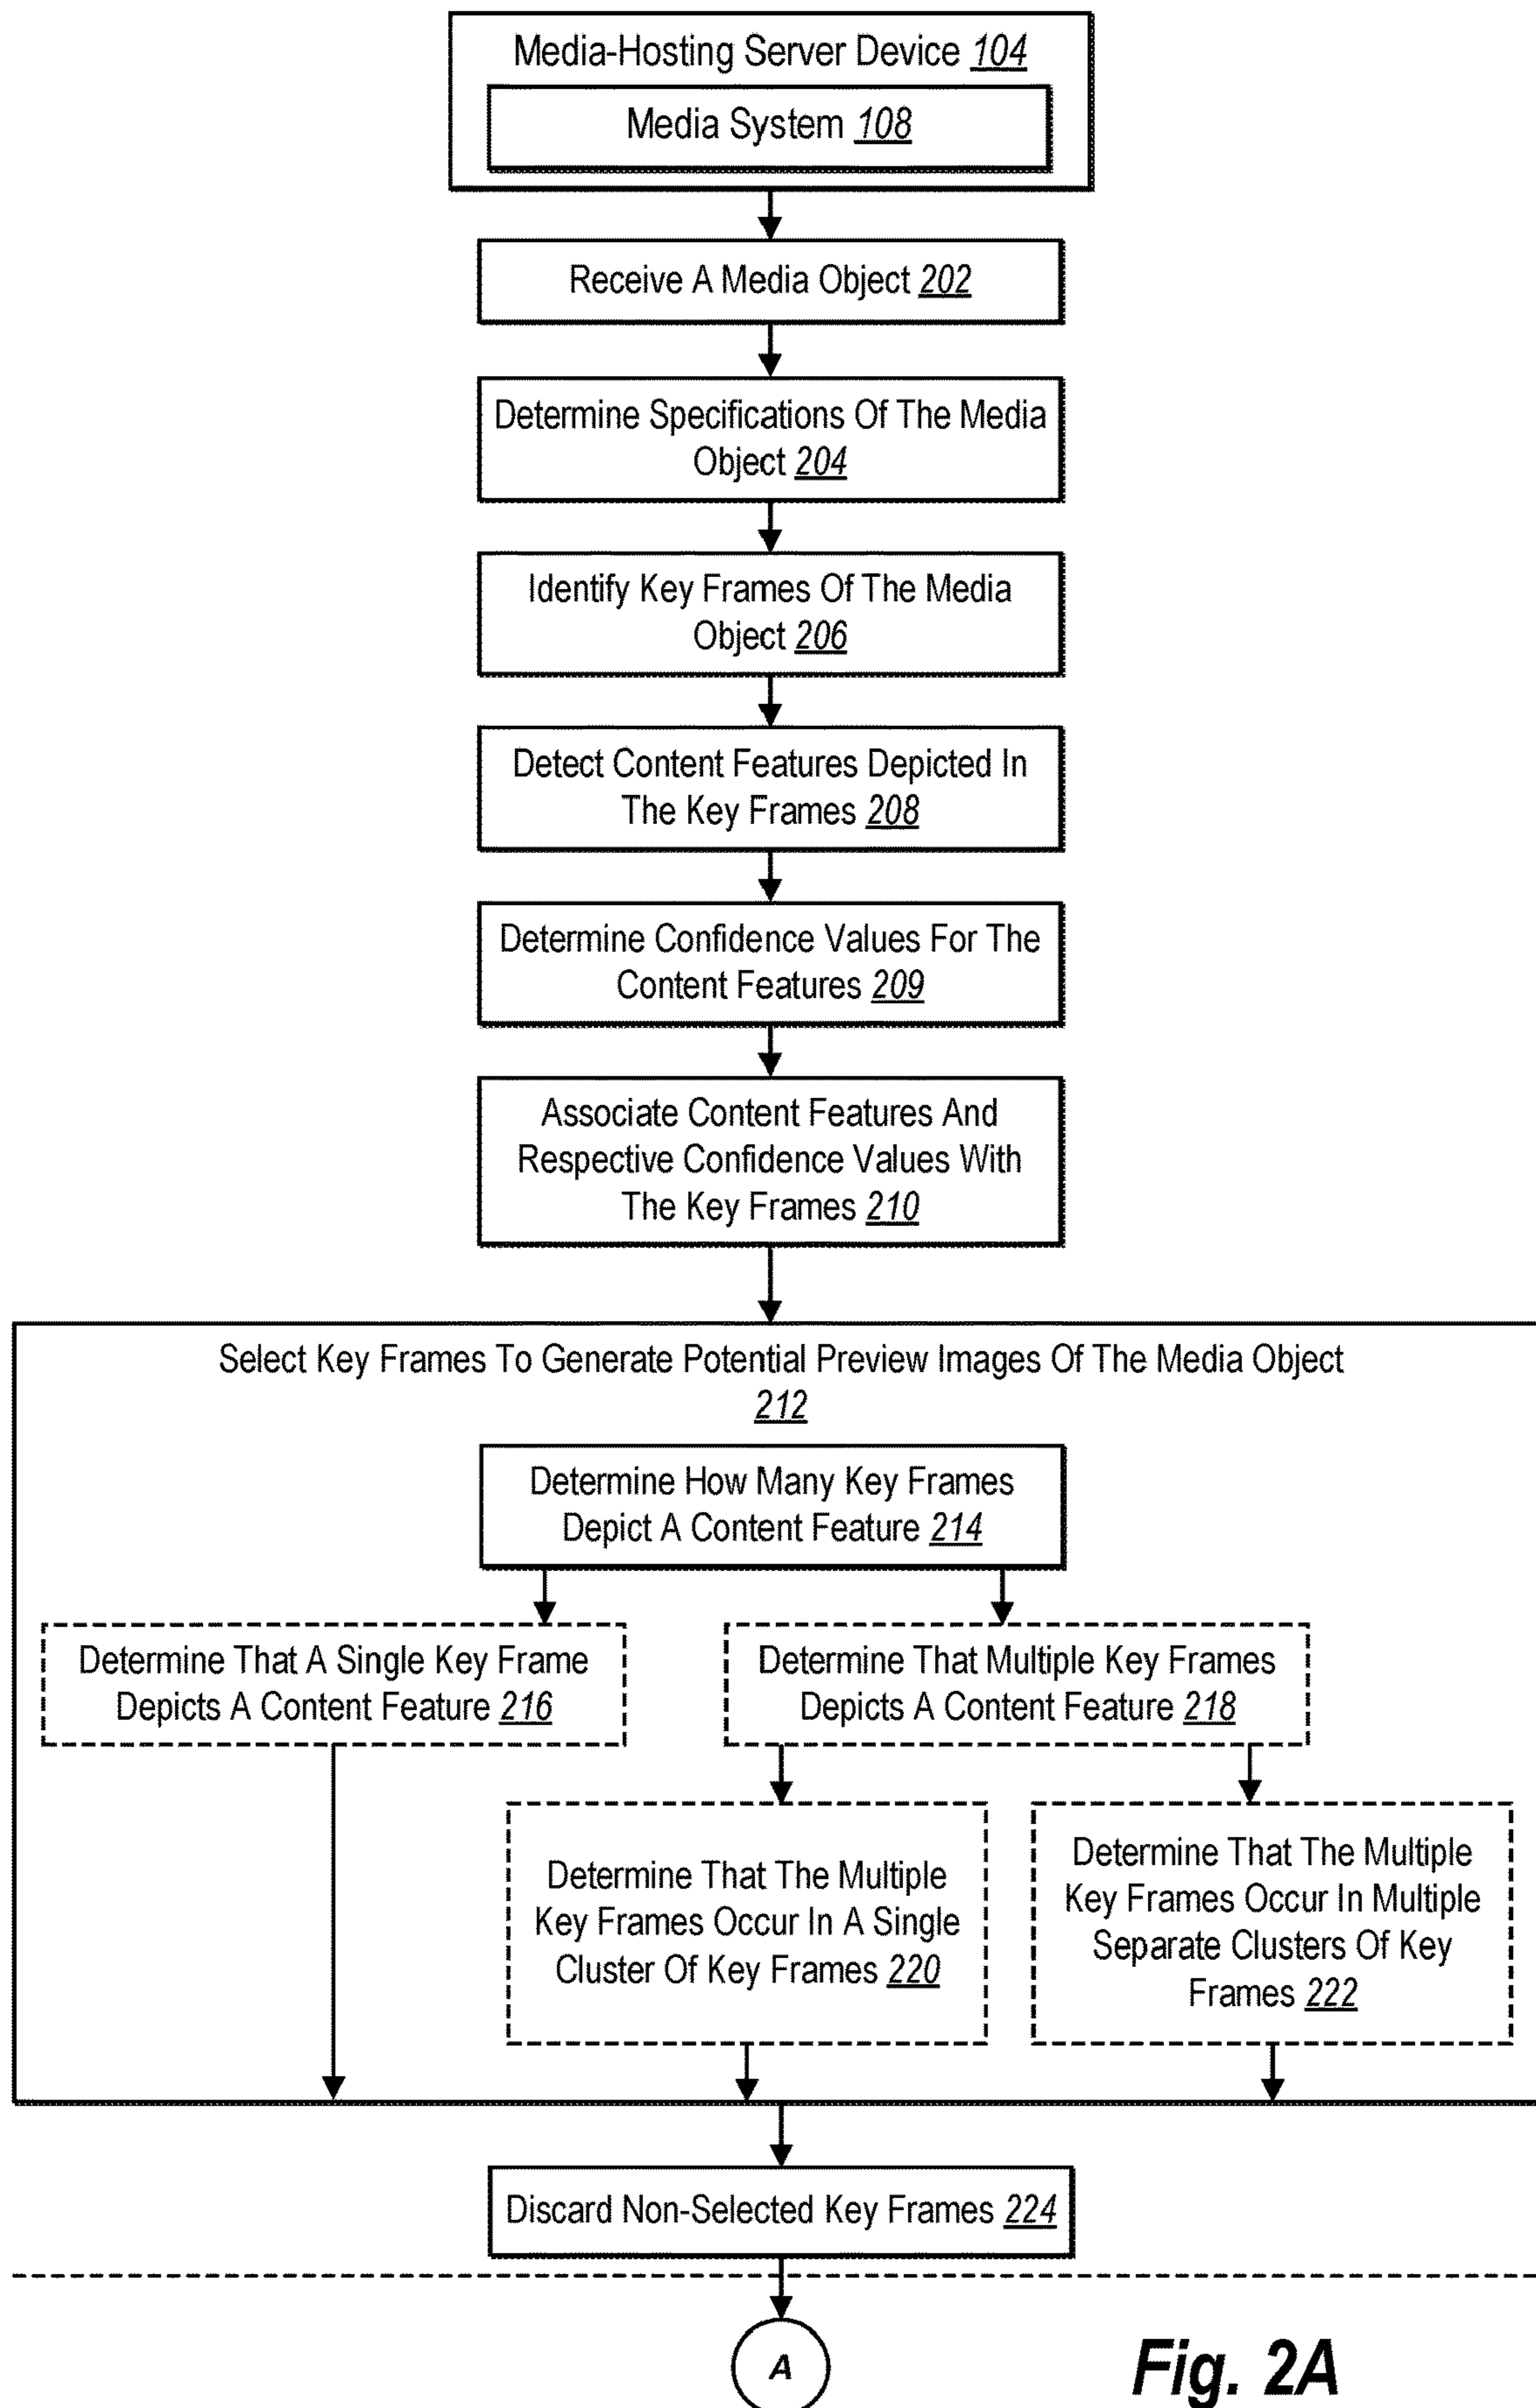 Media-Hosting Server Device 104
Media System 108
Receive A Media Object 202
Determine Specifications Of The Media
Object 204
Identify Key Frames Of The Media
Object 206
Detect Content Features Depicted In
The Key Frames 208
Determine Confidence Values For The
Content Features 209
Associate Content Features And
Respective Confidence Values With
The Key Frames 210
Select Key Frames To Generate Potential Preview Images Of The Media Object
212
Determine How Many Key Frames
Depict A Content Feature 214
Determine That A Single Key Frame
Depicts A Content Feature 216
Determine That Multiple Key Frames
Depicts A Content Feature 218
Determine That The Multiple
Key Frames Occur In A Single
Cluster Of Key Frames 220
Determine That The Multiple
Key Frames Occur In Multiple
Separate Clusters Of Key
Frames 222
Discard Non-Selected Key Frames 224
A
Fig. 2A